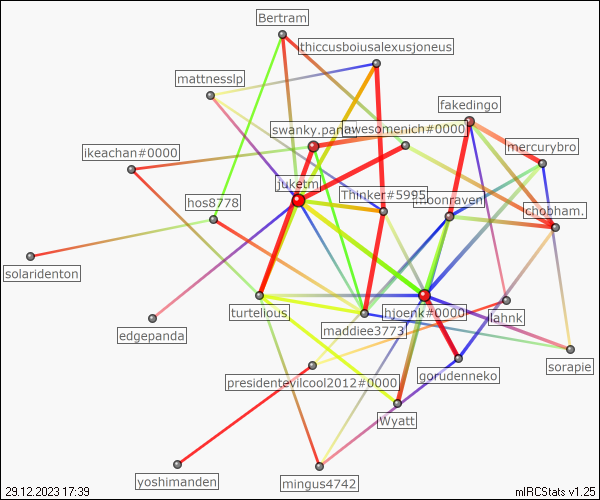 Bertram
thiccusboiusalexusjoneus
mattnesslp
fakedingo
swanky.pan
awesomenich#0000
mercurybro
ikeachan#0000
juketm
Thinker#5995
noonraven
chobham.
hos8778
solaridenton
turtelious
hjoenk#0000
lahnk
edgepanda
maddiee3773
sorapie
presidentevilcool2012#0000
gorudenneko
Wyatt
yoshimanden
mingus4742
29.12.2023 17:39
mIRCStats v1.25